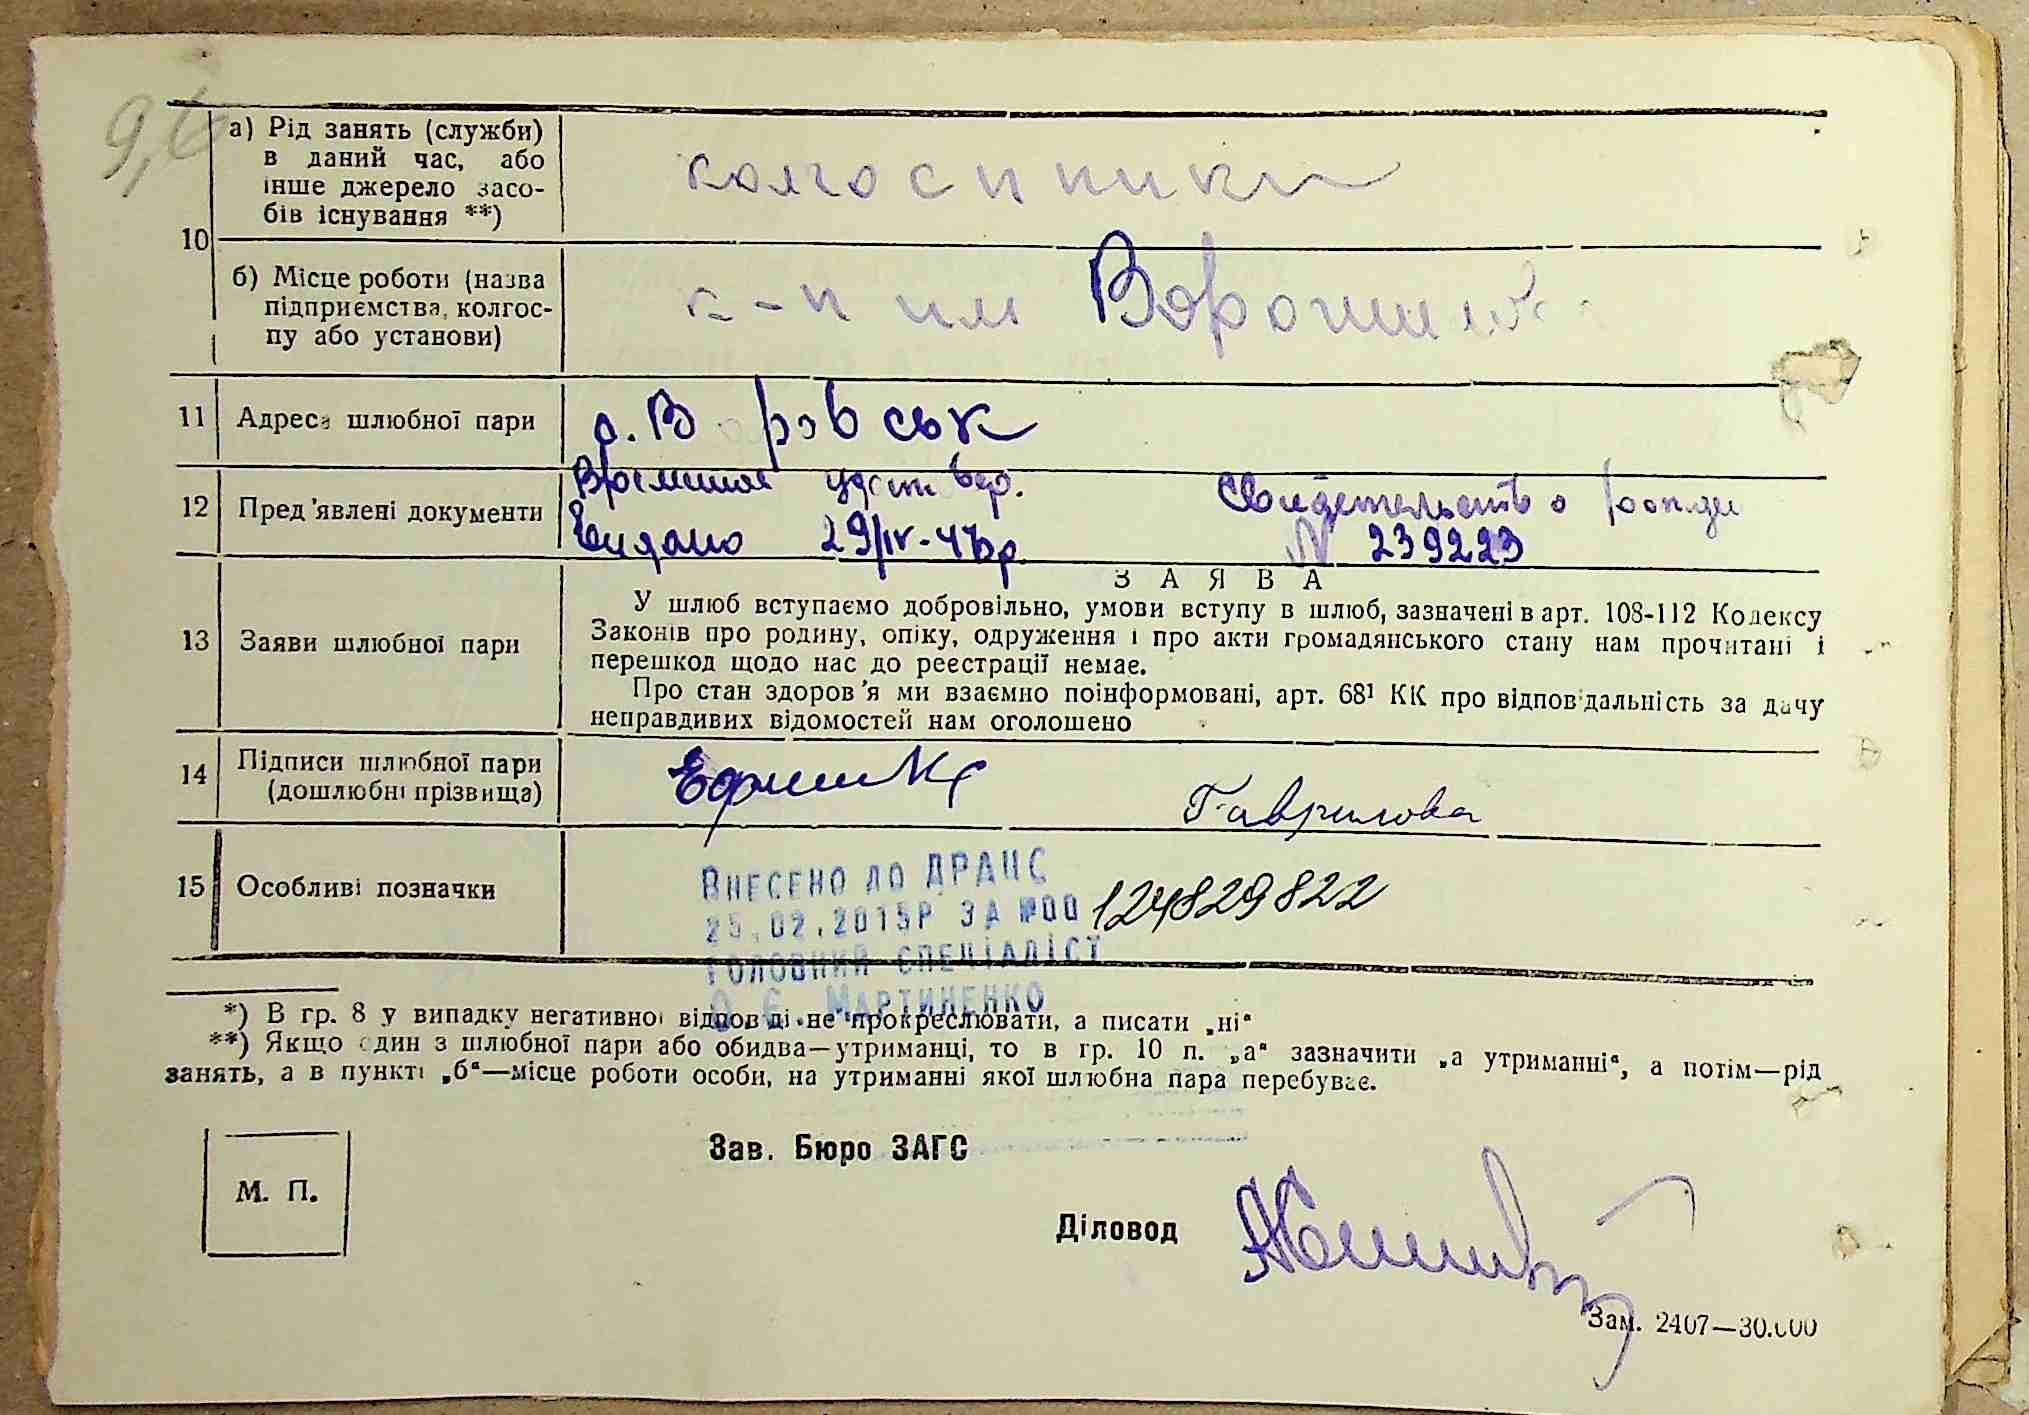 9,6
10
а) Рід занять (служби)
в даний час, або
інше джерело засо-
бів існування **)
колгоспники
б) Місце роботи (назва
підприємства, колгос-
пу або установи)
к-п им Ворошилова
11 Адреса шлюбної пари
12 Пред'явлені документи
удоствер. Свидетельство о
Видано 29/IV-47р N 239223
ЗАЯВА
13 Заяви шлюбної пари
У шлюб вступаємо добровільно, умови вступу в шлюб, зазначені в арт. 108-112 Кодексу
Законів про родину, опіку, одруження і про акти громадянського стану нам прочитані і
перешкод щодо нас до реестрації немає.
Про стан здоров'я ми взаємно поінформовані, арт. 68¹ КК про відповідальність за дачу
неправдивих відомостей нам оголошено
14 Підписи шлюбної пари
(дошлюбні прізвища)
Гаврилова
15 Особливі позначки
ВНЕСЕНО ДО ДРАЦС
25.02.2015Р ЗА №00 124829822
ГОЛОВНИЙ СПЕЦІАЛІСТ
О.Є. МАРТИНЕНКО
*) В гр. 8 у випадку негативної відповіді не прокреслювати, а писати „ні“
**) Якщо один з шлюбної пари або обидва—утриманці, то в гр. 10 п. „а“ зазначити „а утриманні“, а потім—рід
занять, а в пункті „б“—місце роботи особи, на утриманні якої шлюбна пара перебуває.
М. П.
Зав. Бюро ЗАГС
Діловод
Зам. 2407—30.000